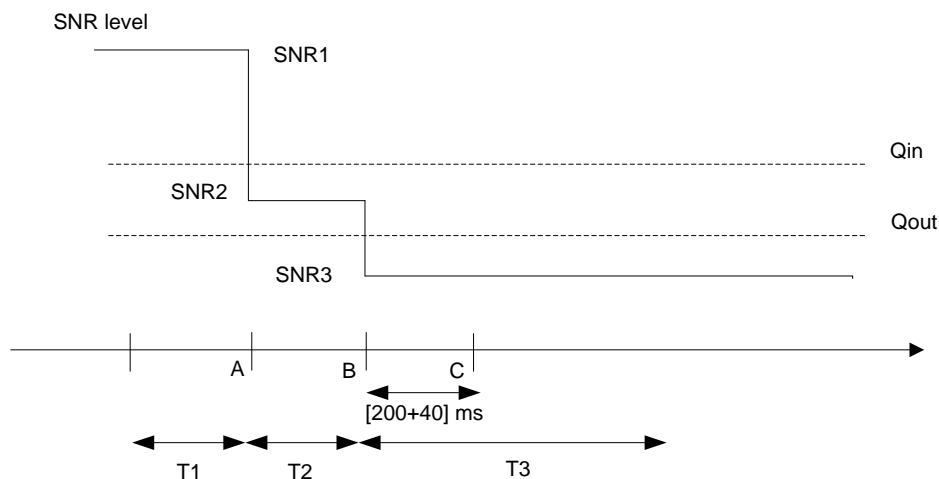 SNR level
SNR1
Qin
SNR2
Qout
SNR3
A
B
C
[200+40] ms
T1
T2
T3